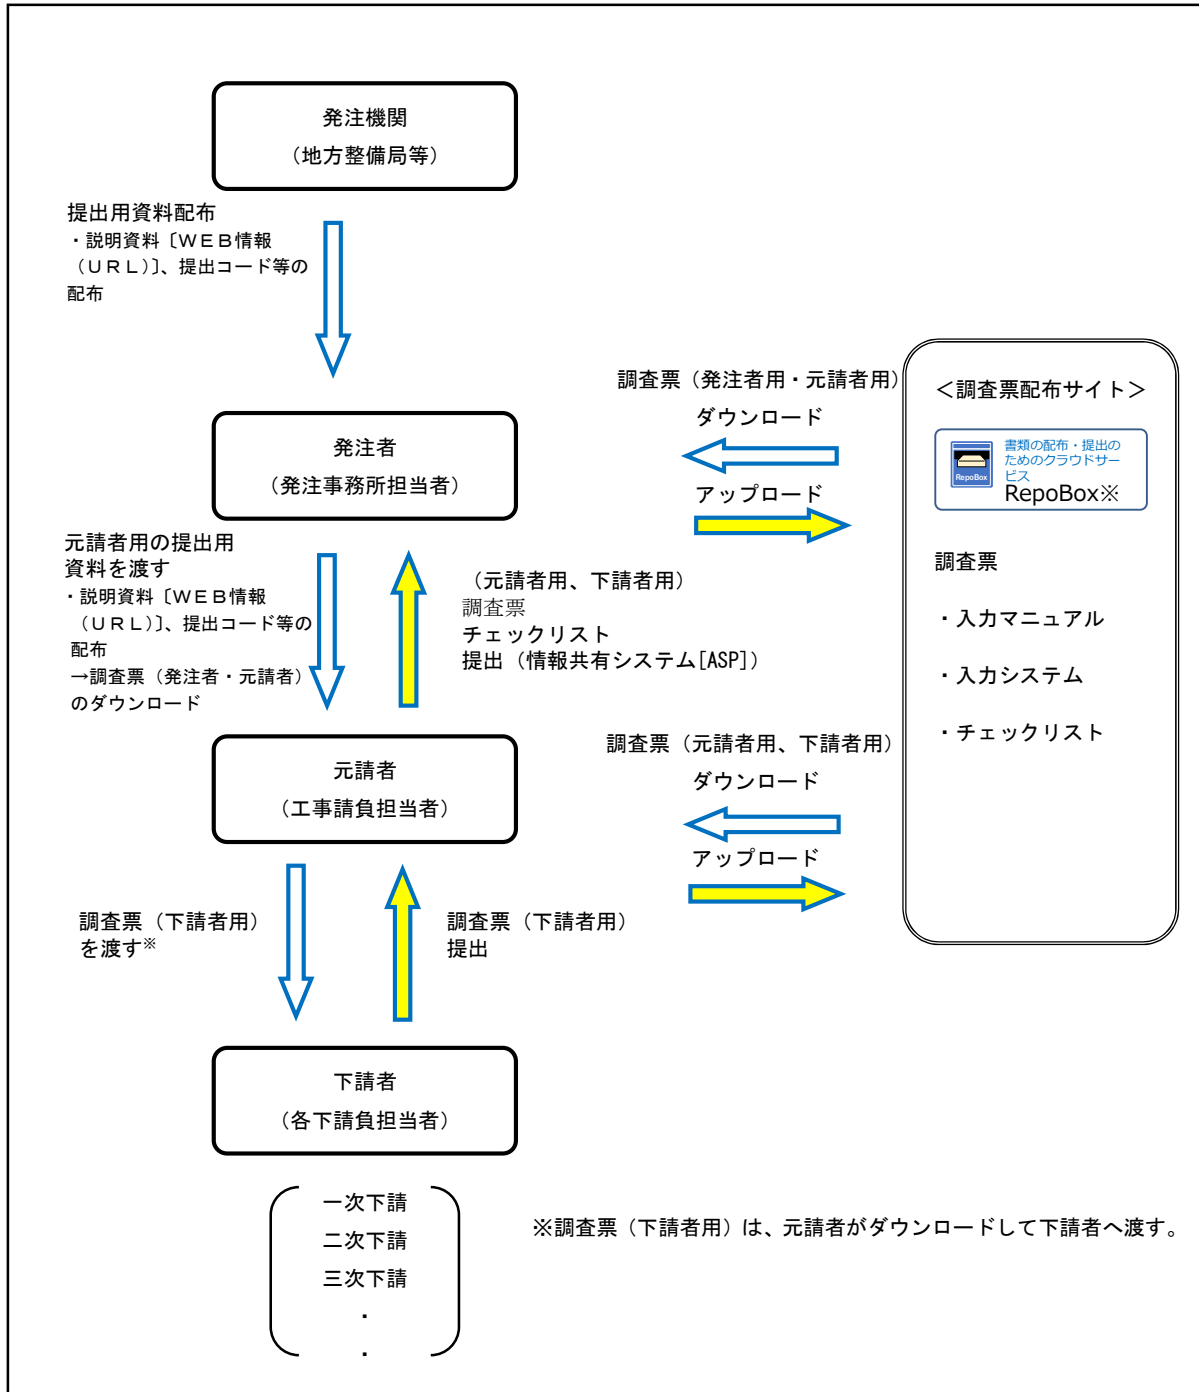 発注機関
（地方整備局等）
提出用資料配布
・説明資料〔ＷＥＢ情報
（ＵＲＬ）〕、提出コード等の
配布
発注者
（発注事務所担当者）
調査票（発注者用・元請者用）
ダウンロード
アップロード
＜調査票配布サイト＞
RepoBox
書類の配布・提出の
ためのクラウドサー
ビス
RepoBox※
調査票
・入力マニュアル
・入力システム
・チェックリスト
元請者用の提出用
資料を渡す
・説明資料〔ＷＥＢ情報
（ＵＲＬ）〕、提出コード等の
配布
→調査票（発注者・元請者）
のダウンロード
（元請者用、下請者用）
調査票
チェックリスト
提出（情報共有システム[ASP]）
元請者
（工事請負担当者）
調査票（元請者用、下請者用）
ダウンロード
アップロード
調査票（下請者用）
を渡す※
調査票（下請者用）
提出
下請者
（各下請負担当者）
一次下請
二次下請
三次下請
・
・
※調査票（下請者用）は、元請者がダウンロードして下請者へ渡す。